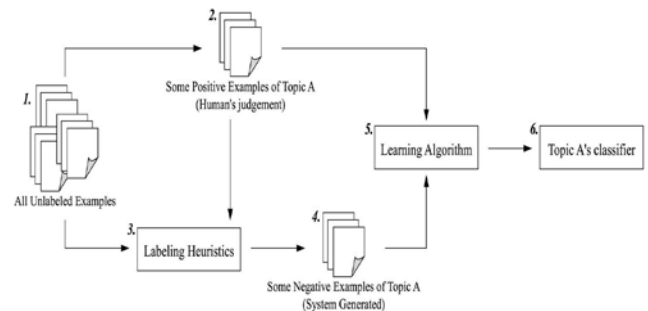 1.
All Unlabeled Examples
2.
Some Positive Examples of Topic A
(Human's judgement)
3.
Labeling Heuristics
4.
Some Negative Examples of Topic A
(System Generated)
5.
Learning Algorithm
6.
Topic A's classifier